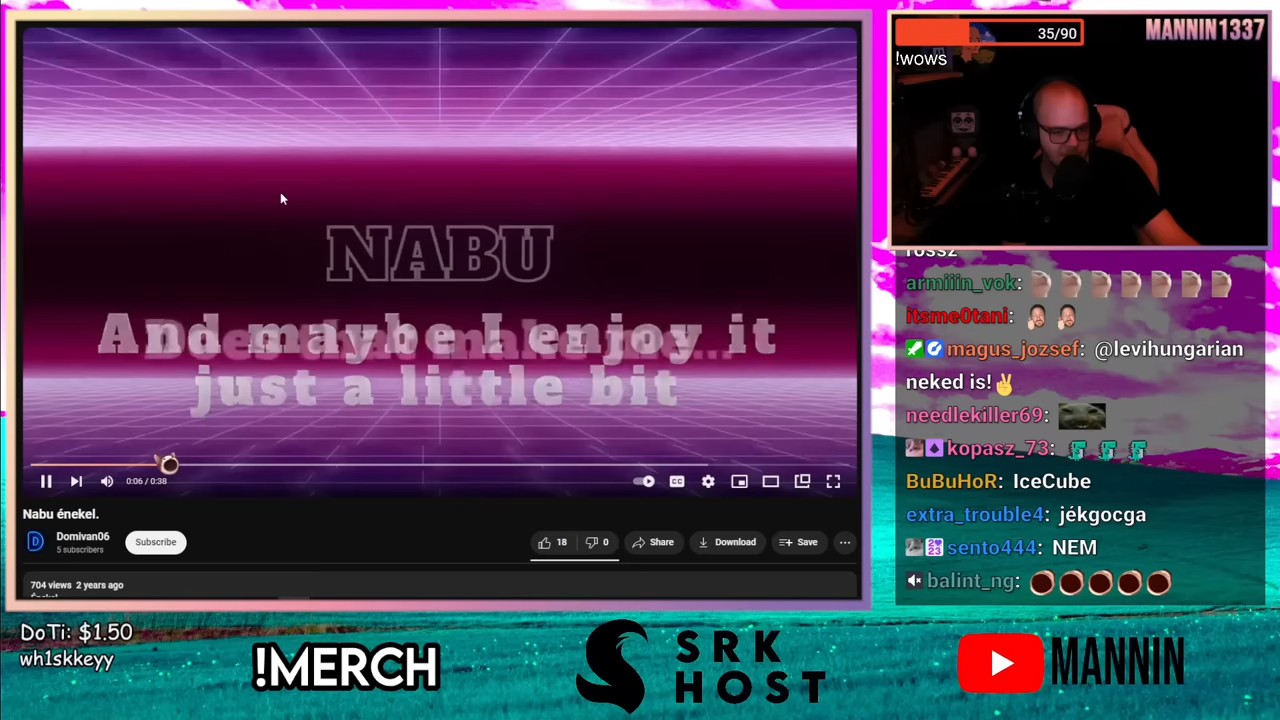 NABU
And maybe I enjoy it
just a little bit
0:06 / 0:38
CC
Nabu énekel.
Domivan06
5 subscribers
Subscribe
18
0
Share
Download
Save
704 views 2 years ago
35/90
MANNIN1337
!wows
rossz
armiiin_vok:
itsme0tani:
magus_jozsef: @levihungarian
neked is!✌
needlekiller69:
kopasz_73:
BuBuHoR: IceCube
extra_trouble4: jékgocga
sento444: NEM
balint_ng:
DoTi: $1.50
wh1skkeyy
!MERCH
SRK
HOST
MANNIN